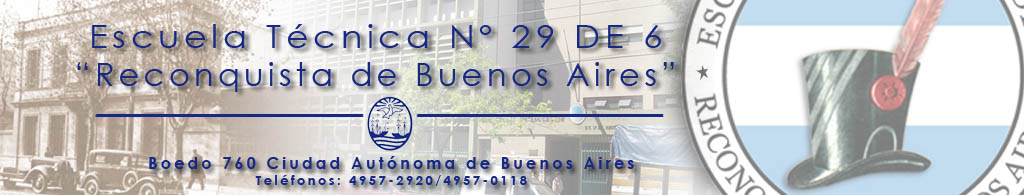 Escuela Técnica N° 29 DE 6
“Reconquista de Buenos Aires”
Boedo 760 Ciudad Autónoma de Buenos Aires
Teléfonos: 4957-2920/4957-0118
RECONQ